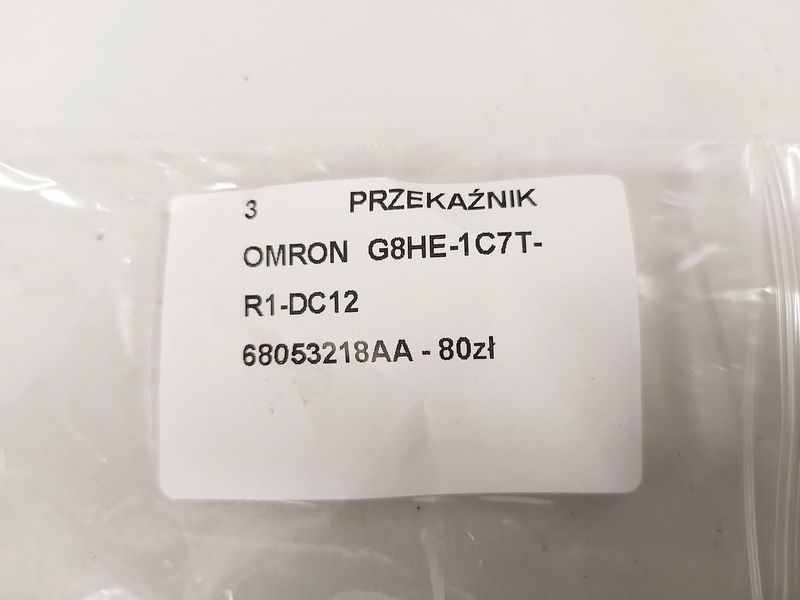 3 PRZEKAŹNIK
OMRON G8HE-1C7T-
R1-DC12
68053218AA - 80zł